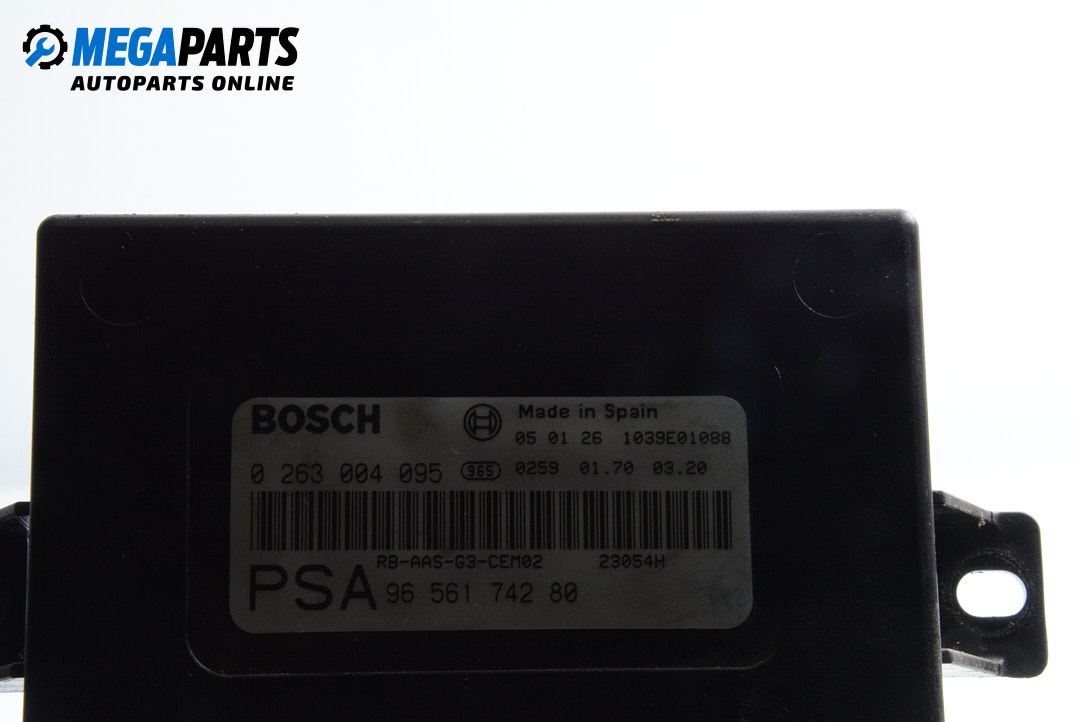 MEGAPARTS
AUTOPARTS ONLINE
BOSCH
Made in Spain
05 01 26 1039E01088
0 263 004 095 965 0259 01.70 03.20
RB-AAS-G3-CEM02 23054H
PSA 96 561 742 80